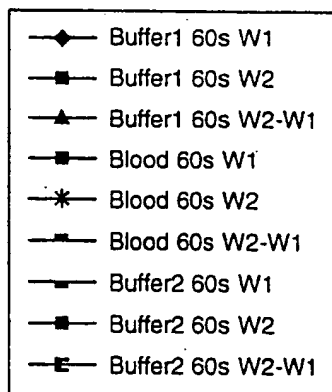 Buffer1 60s W1
Buffer1 60s W2
Buffer1 60s W2-W1
Blood 60s W1
Blood 60s W2
Blood 60s W2-W1
Buffer2 60s W1
Buffer2 60s W2
Buffer2 60s W2-W1